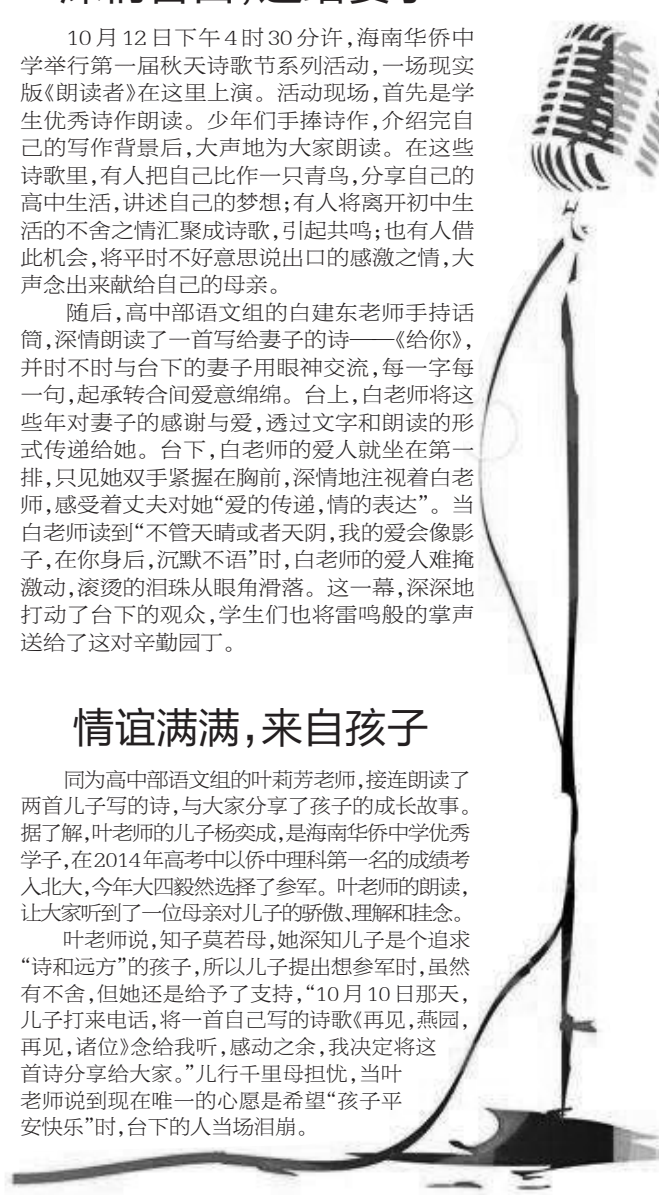 10月12日下午4时30分许,海南华侨中
学举行第一届秋天诗歌节系列活动,一场现实
版《朗读者》在这里上演。活动现场,首先是学
生优秀诗作朗读。少年们手捧诗作,介绍完自
己的写作背景后,大声地为大家朗读。在这些
诗歌里,有人把自己比作一只青鸟,分享自己的
高中生活,讲述自己的梦想;有人将离开初中生
活的不舍之情汇聚成诗歌,引起共鸣;也有人借
此机会,将平时不好意思说出口的感激之情,大
声念出来献给自己的母亲。
随后,高中部语文组的白建东老师手持话
筒,深情朗读了一首写给妻子的诗——《给你》,
并时不时与台下的妻子用眼神交流,每一字每
一句,起承转合间爱意绵绵。台上,白老师将这
些年对妻子的感谢与爱,透过文字和朗读的形
式传递给她。台下,白老师的爱人就坐在第一
排,只见她双手紧握在胸前,深情地注视着白老
师,感受着丈夫对她“爱的传递,情的表达”。当
白老师读到“不管天晴或者天阴,我的爱会像影
子,在你身后,沉默不语”时,白老师的爱人难掩
激动,滚烫的泪珠从眼角滑落。这一幕,深深地
打动了台下的观众,学生们也将雷鸣般的掌声
送给了这对辛勤园丁。
情谊满满,来自孩子
同为高中部语文组的叶莉芳老师,接连朗读了
两首儿子写的诗,与大家分享了孩子的成长故事。
据了解,叶老师的儿子杨奕成,是海南华侨中学优秀
学子,在2014年高考中以侨中理科第一名的成绩考
入北大,今年大四毅然选择了参军。叶老师的朗读,
让大家听到了一位母亲对儿子的骄傲、理解和挂念。
叶老师说,知子莫若母,她深知儿子是个追求
“诗和远方”的孩子,所以儿子提出想参军时,虽然
有不舍,但她还是给予了支持,“10月10日那天,
儿子打来电话,将一首自己写的诗歌《再见,燕园,
再见,诸位》念给我听,感动之余,我决定将这
首诗分享给大家。”儿行千里母担忧,当叶
老师说到现在唯一的心愿是希望“孩子平
安快乐”时,台下的人当场泪崩。